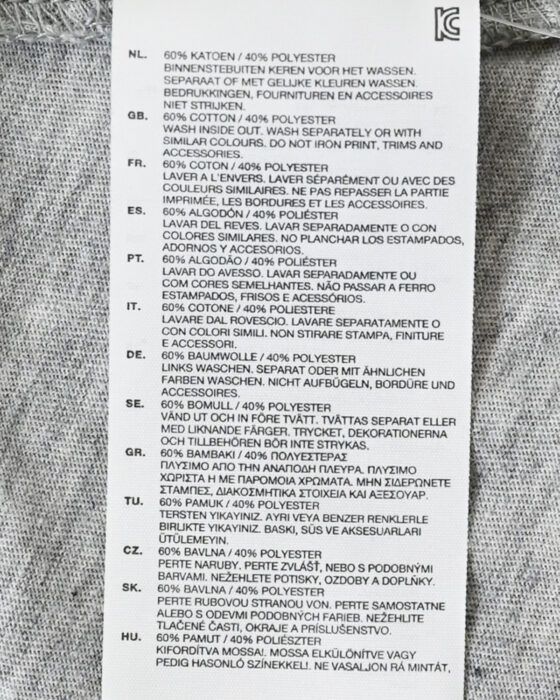 KC
NL. 60% KATOEN / 40% POLYESTER
BINNENSTEBUITEN KEREN VOOR HET WASSEN.
SEPARAAT OF MET GELIJKE KLEUREN WASSEN.
BEDRUKKINGEN, FOURNITUREN EN ACCESSOIRES
NIET STRIJKEN.
GB. 60% COTTON / 40% POLYESTER
WASH INSIDE OUT. WASH SEPARATELY OR WITH
SIMILAR COLOURS. DO NOT IRON PRINT, TRIMS AND
ACCESSORIES.
FR. 60% COTON / 40% POLYESTER
LAVER A L'ENVERS. LAVER SÉPARÉMENT OU AVEC DES
COULEURS SIMILAIRES. NE PAS REPASSER LA PARTIE
IMPRIMÉE, LES BORDURES ET LES ACCESSOIRES.
ES. 60% ALGODÓN / 40% POLIÉSTER
LAVAR DEL REVES. LAVAR SEPARADAMENTE O CON
COLORES SIMILARES. NO PLANCHAR LOS ESTAMPADOS,
ADORNOS Y ACCESORIOS.
PT. 60% ALGODÃO / 40% POLIÉSTER
LAVAR DO AVESSO. LAVAR SEPARADAMENTE OU
COM CORES SEMELHANTES. NÃO PASSAR A FERRO
ESTAMPADOS, FRISOS E ACESSÓRIOS.
IT. 60% COTONE / 40% POLIESTERE
LAVARE DAL ROVESCIO. LAVARE SEPARATAMENTE O
CON COLORI SIMILI. NON STIRARE STAMPA, FINITURE
E ACCESSORI.
DE. 60% BAUMWOLLE / 40% POLYESTER
LINKS WASCHEN. SEPARAT ODER MIT ÄHNLICHEN
FARBEN WASCHEN. NICHT AUFBÜGELN, BORDÜRE UND
ACCESSOIRES.
SE. 60% BOMULL / 40% POLYESTER
VÄND UT OCH IN FÖRE TVÄTT. TVÄTTAS SEPARAT ELLER
MED LIKNANDE FÄRGER. TRYCKET, DEKORATIONERNA
OCH TILLBEHÖREN BÖR INTE STRYKAS.
GR. 60% ΒΑΜΒΑΚΙ / 40% ΠΟΛΥΕΣΤΕΡΑΣ
ΠΛΥΣΙΜΟ ΑΠΟ ΤΗΝ ΑΝΑΠΟΔΗ ΠΛΕΥΡΑ. ΠΛΥΣΙΜΟ
ΧΩΡΙΣΤΑ Η ΜΕ ΠΑΡΟΜΟΙΑ ΧΡΩΜΑΤΑ. ΜΗΝ ΣΙΔΕΡΩΝΕΤΕ
ΣΤΑΜΠΕΣ, ΔΙΑΚΟΣΜΗΤΙΚΑ ΣΤΟΙΧΕΙΑ ΚΑΙ ΑΞΕΣΟΥΑΡ.
TU. 60% PAMUK / 40% POLYESTER
TERSTEN YIKAYINIZ. AYRI VEYA BENZER RENKLERLE
BIRLIKTE YIKAYINIZ. BASKI, SÜS VE AKSESUARLARI
ÜTÜLEMEYIN.
CZ. 60% BAVLNA / 40% POLYESTER
PERTE NARUBY. PERTE ZVLÁŠŤ, NEBO S PODOBNÝMI
BARVAMI. NEŽEHLETE POTISKY, OZDOBY A DOPLŇKY.
SK. 60% BAVLNA / 40% POLYESTER
PERTE RUBOVOU STRANOU VON. PERTE SAMOSTATNE
ALEBO S ODEVMI PODOBNÝCH FARIEB. NEŽEHLITE
TLAČENÉ ČASTI, OKRAJE A PRÍSLUŠENSTVO.
HU. 60% PAMUT / 40% POLIÉSZTER
KIFORDÍTVA MOSSA!. MOSSA ELKÜLÖNÍTVE VAGY
PEDIG HASONLÓ SZÍNEKKEL!. NE VASALJON RÁ MINTÁT,